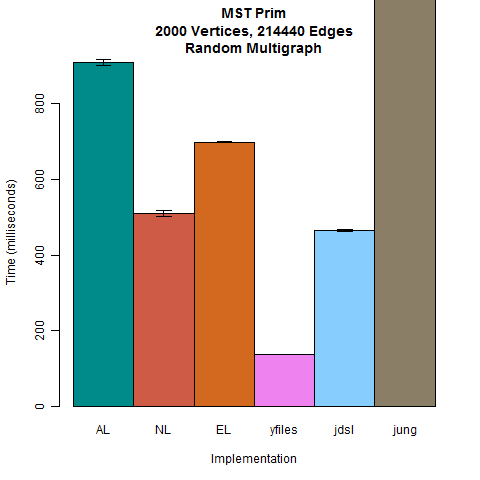 MST Prim
2000 Vertices, 214440 Edges
Random Multigraph
800
600
400
200
0
Time (milliseconds)
AL NL EL yfiles jdsl jung
Implementation